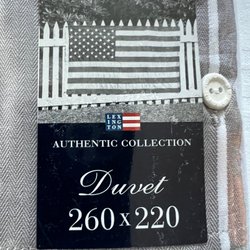 LEX
ING
TON
AUTHENTIC COLLECTION
Duvet
260 x 220